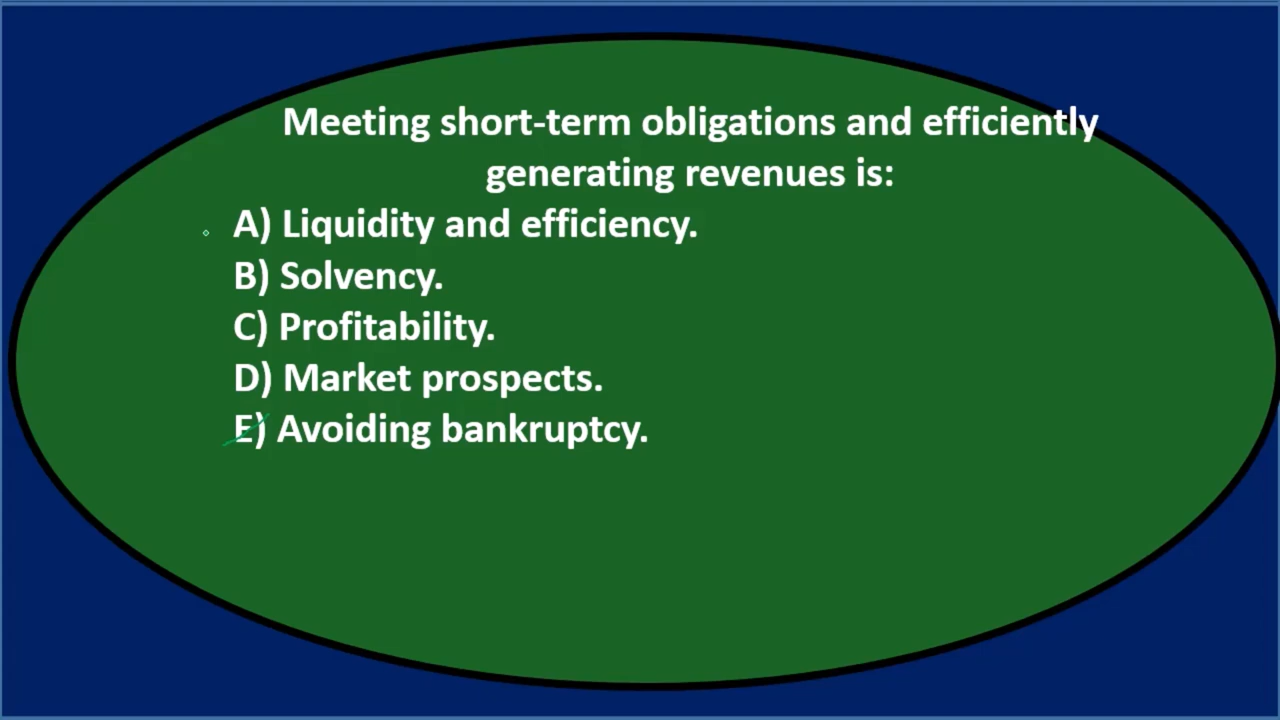 Meeting short-term obligations and efficiently
generating revenues is:
A) Liquidity and efficiency.
B) Solvency.
C) Profitability.
D) Market prospects.
E) Avoiding bankruptcy.